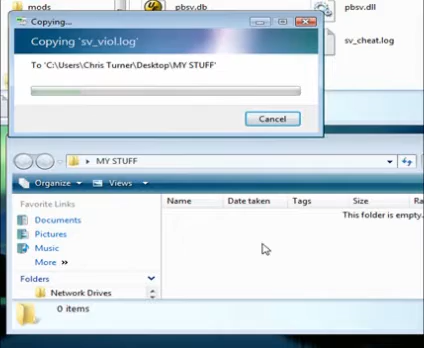 mods
pbsv.db
pbsv.dll
Copying...
Copying 'sv_viol.log'
sv_cheat.log
To 'C:\Users\Chris Turner\Desktop\MY STUFF'
Cancel
MY STUFF
Organize
Views
Favorite Links
Name
Date taken
Tags
Size
Ra
This folder is empty.
Documents
Pictures
Music
More »
Folders
Network Drives
0 items